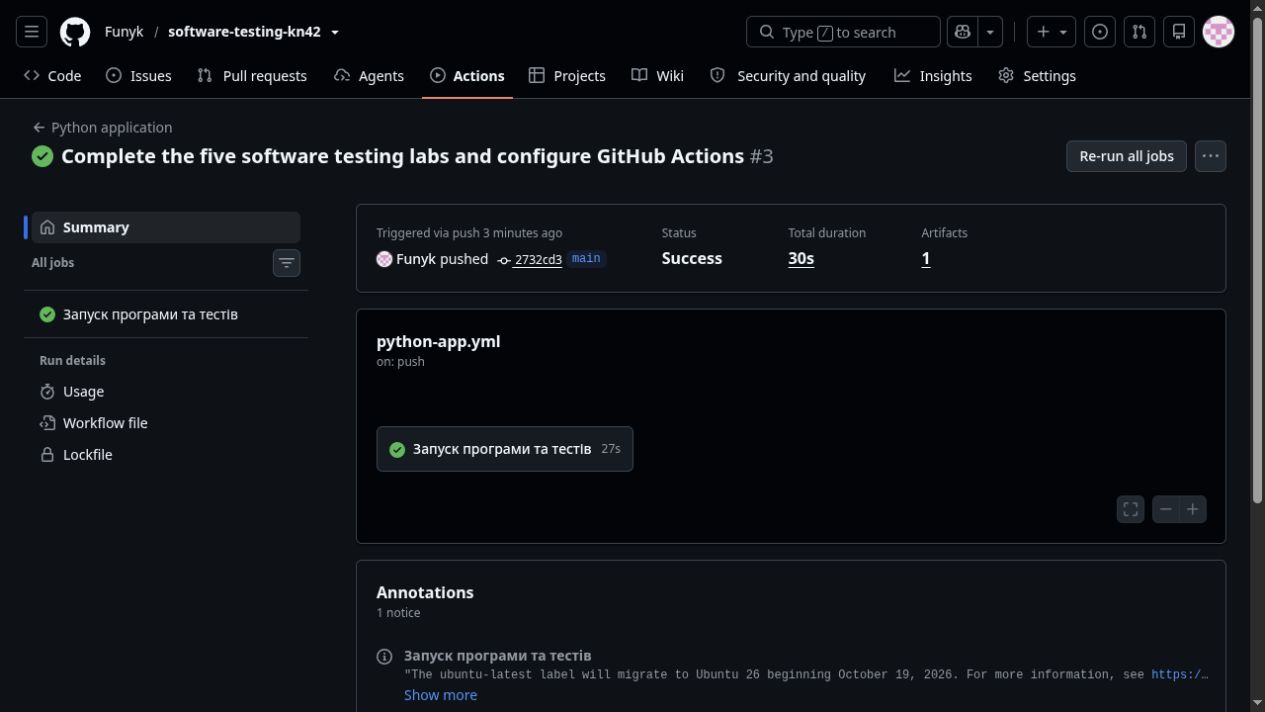 Funyk / software-testing-kn42
Type / to search
Code Issues Pull requests Agents Actions Projects Wiki Security and quality Insights Settings
Python application
Complete the five software testing labs and configure GitHub Actions #3
Re-run all jobs
Summary
All jobs
Запуск програми та тестів
Run details
Usage
Workflow file
Lockfile
Triggered via push 3 minutes ago
Funyk pushed 2732cd3 main
Status
Success
Total duration
30s
Artifacts
1
python-app.yml
on: push
Запуск програми та тестів 27s
Annotations
1 notice
Запуск програми та тестів
"The ubuntu-latest label will migrate to Ubuntu 26 beginning October 19, 2026. For more information, see https:/…
Show more